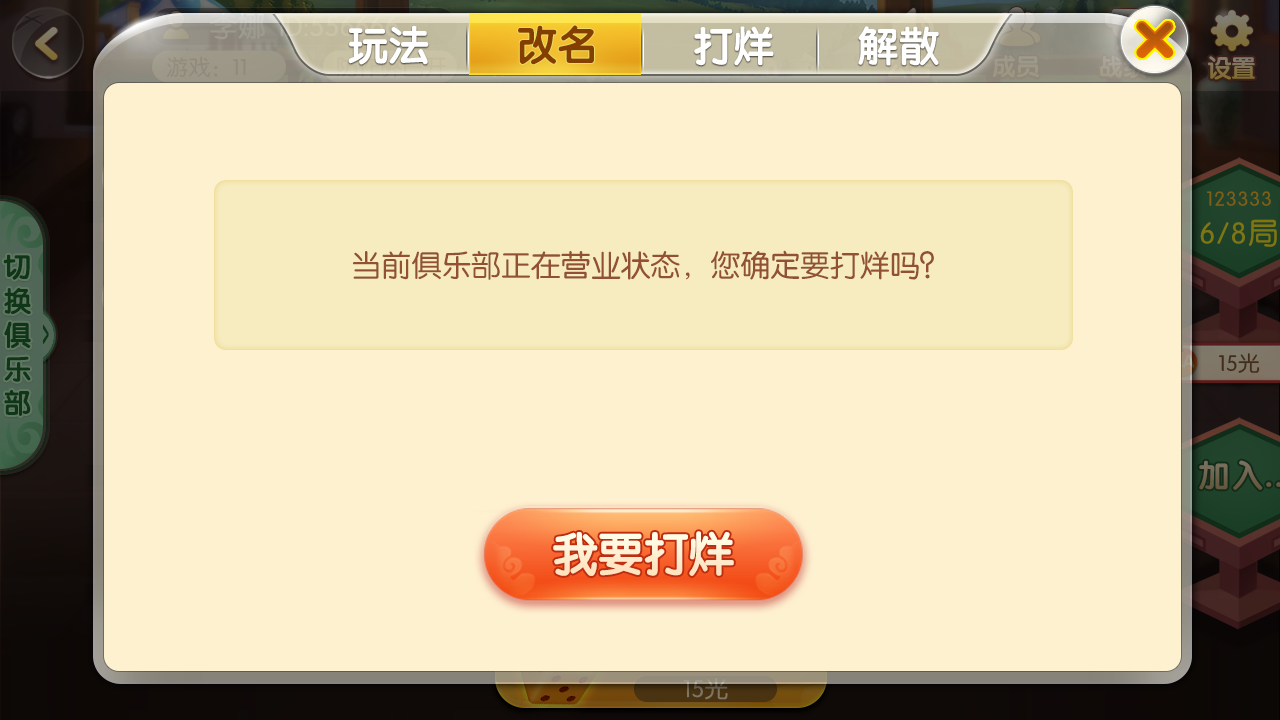 玩法
改名
打烊
解散
设置
李娜
游戏：11
成员
当前俱乐部正在营业状态，您确定要打烊吗？
我要打烊
切换俱乐部
123333
6/8局
15光
加入..
15光